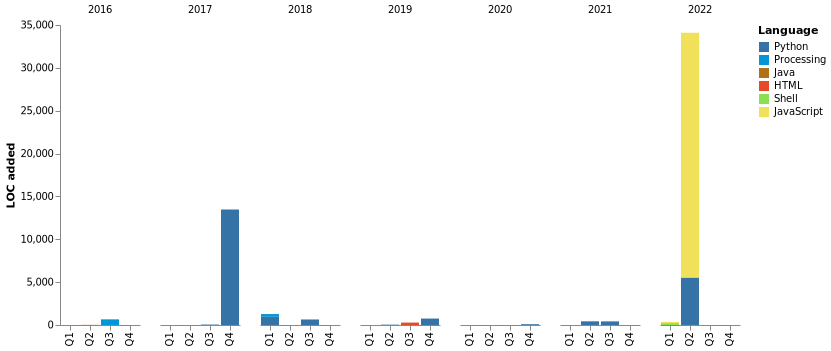 2016 2017 2018 2019 2020 2021 2022
Language
Python
Processing
Java
HTML
Shell
JavaScript
LOC added
35,000
30,000
25,000
20,000
15,000
10,000
5,000
0
Q1 Q2 Q3 Q4 Q1 Q2 Q3 Q4 Q1 Q2 Q3 Q4 Q1 Q2 Q3 Q4 Q1 Q2 Q3 Q4 Q1 Q2 Q3 Q4 Q1 Q2 Q3 Q4